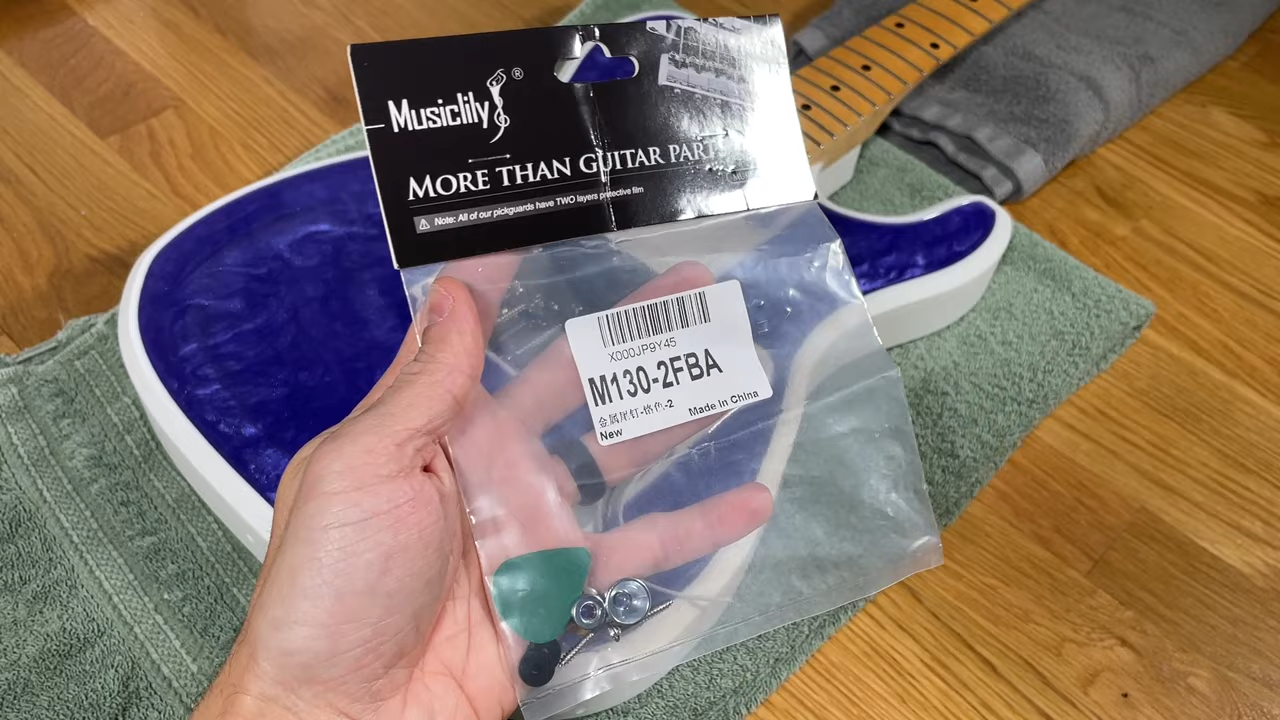 Musiclily®
MORE THAN GUITAR PART
Note: All of our pickguards have TWO layers protective film
X000JP9Y45
M130-2FBA
金属尾钉-铬色-2
Made In China
New